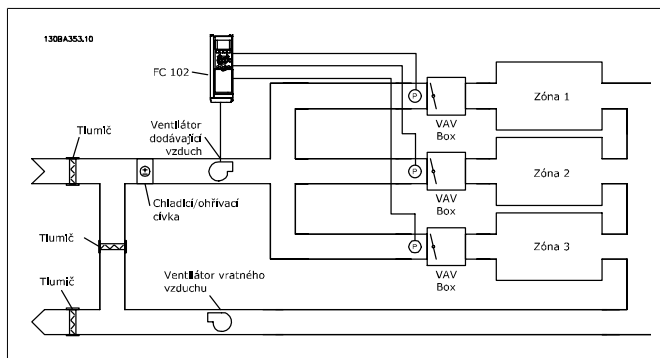 130BA353.10
FC 102
Tlumič
Ventilátor
dodávající
vzduch
P
VAV
Box
Zóna 1
P
VAV
Box
Zóna 2
Chladící/ohřívací
cívka
Tlumič
P
VAV
Box
Zóna 3
Tlumič
Ventilátor vratného
vzduchu